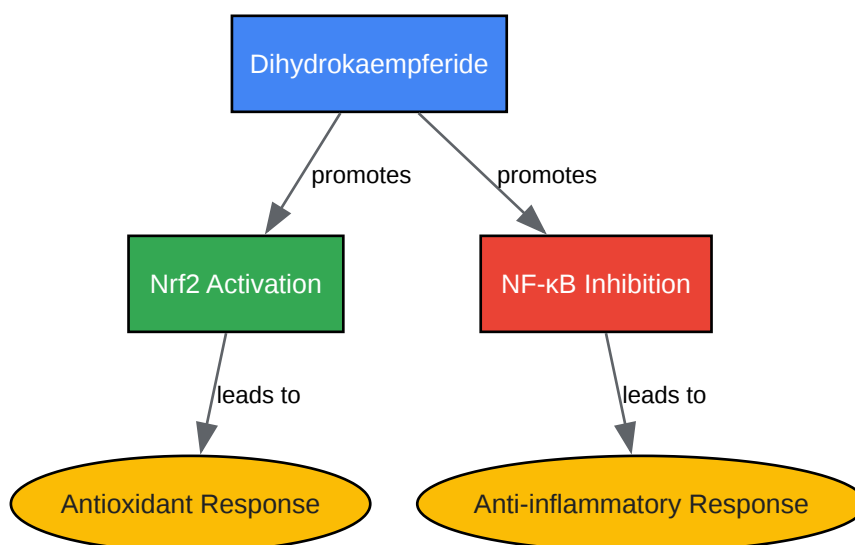 Dihydrokaempferide
promotes
promotes
Nrf2 Activation
NF-κB Inhibition
leads to
leads to
Antioxidant Response
Anti-inflammatory Response